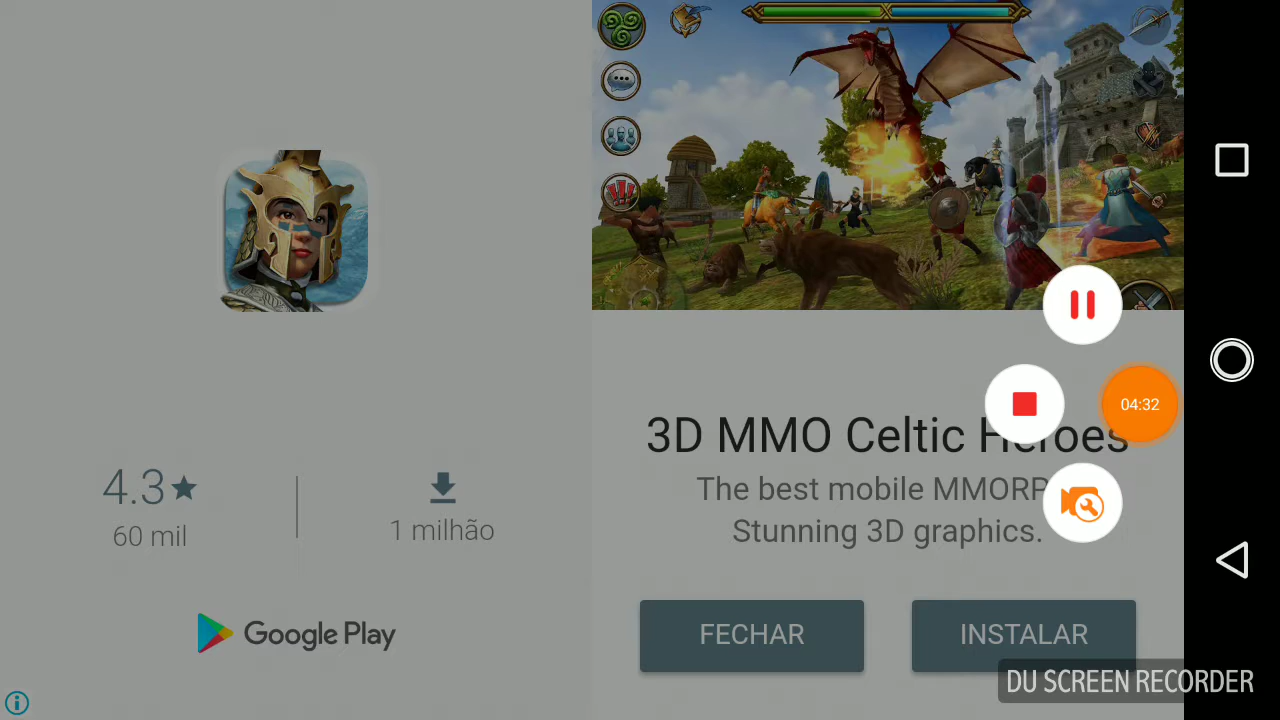 4.3★
60 mil
1 milhão
Google Play
3D MMO Celtic Heroes
The best mobile MMORP
Stunning 3D graphics.
04:32
FECHAR
INSTALAR
DU SCREEN RECORDER